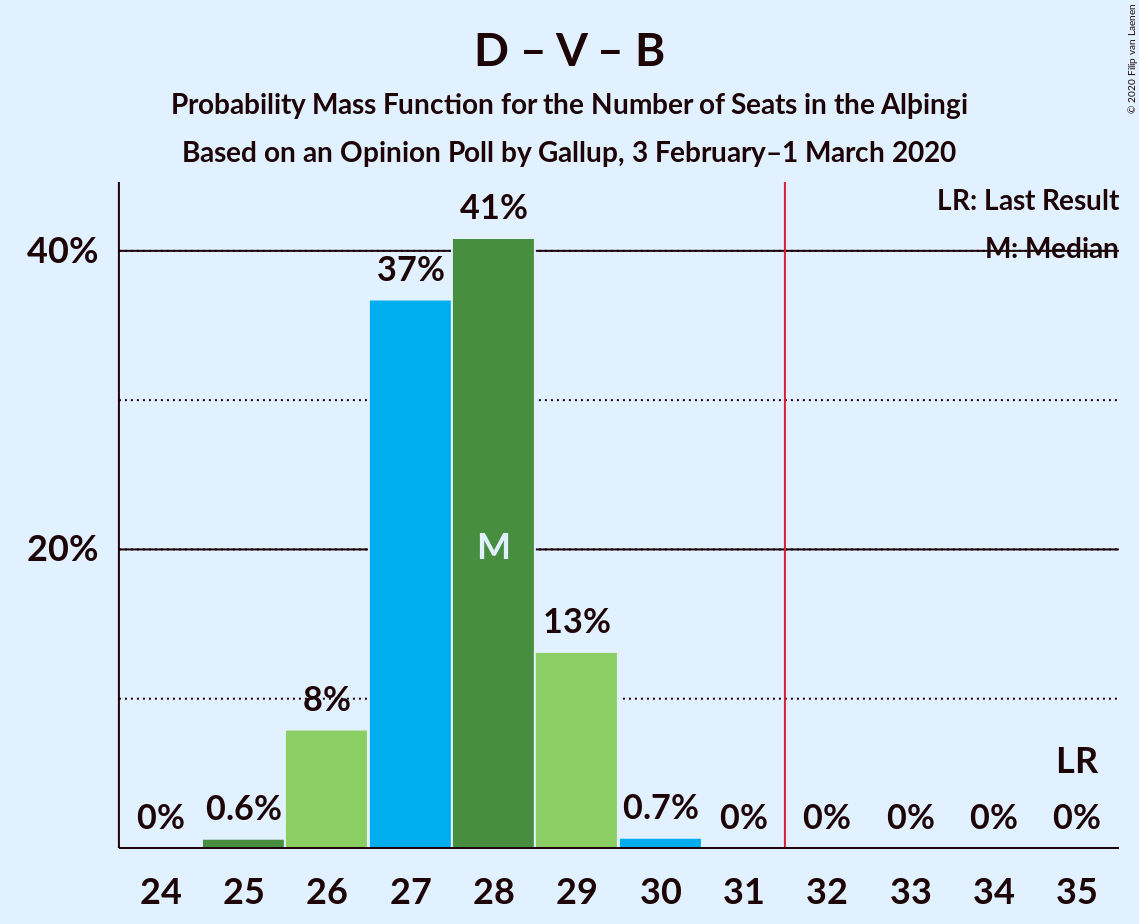 D – V – B
Probability Mass Function for the Number of Seats in the Alþingi
Based on an Opinion Poll by Gallup, 3 February–1 March 2020
© 2020 Filip van Laenen
LR: Last Result
M: Median
40%
20%
0%
0.6%
8%
37%
41%
M
13%
0.7%
0%
0%
0%
0%
LR
0%
24 25 26 27 28 29 30 31 32 33 34 35